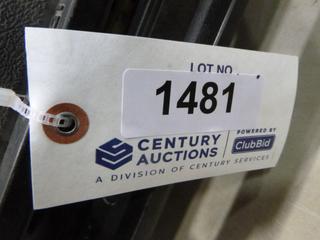 LOT NO.
1481
CENTURY
AUCTIONS
POWERED BY
ClubBid
A DIVISION OF CENTURY SERVICES